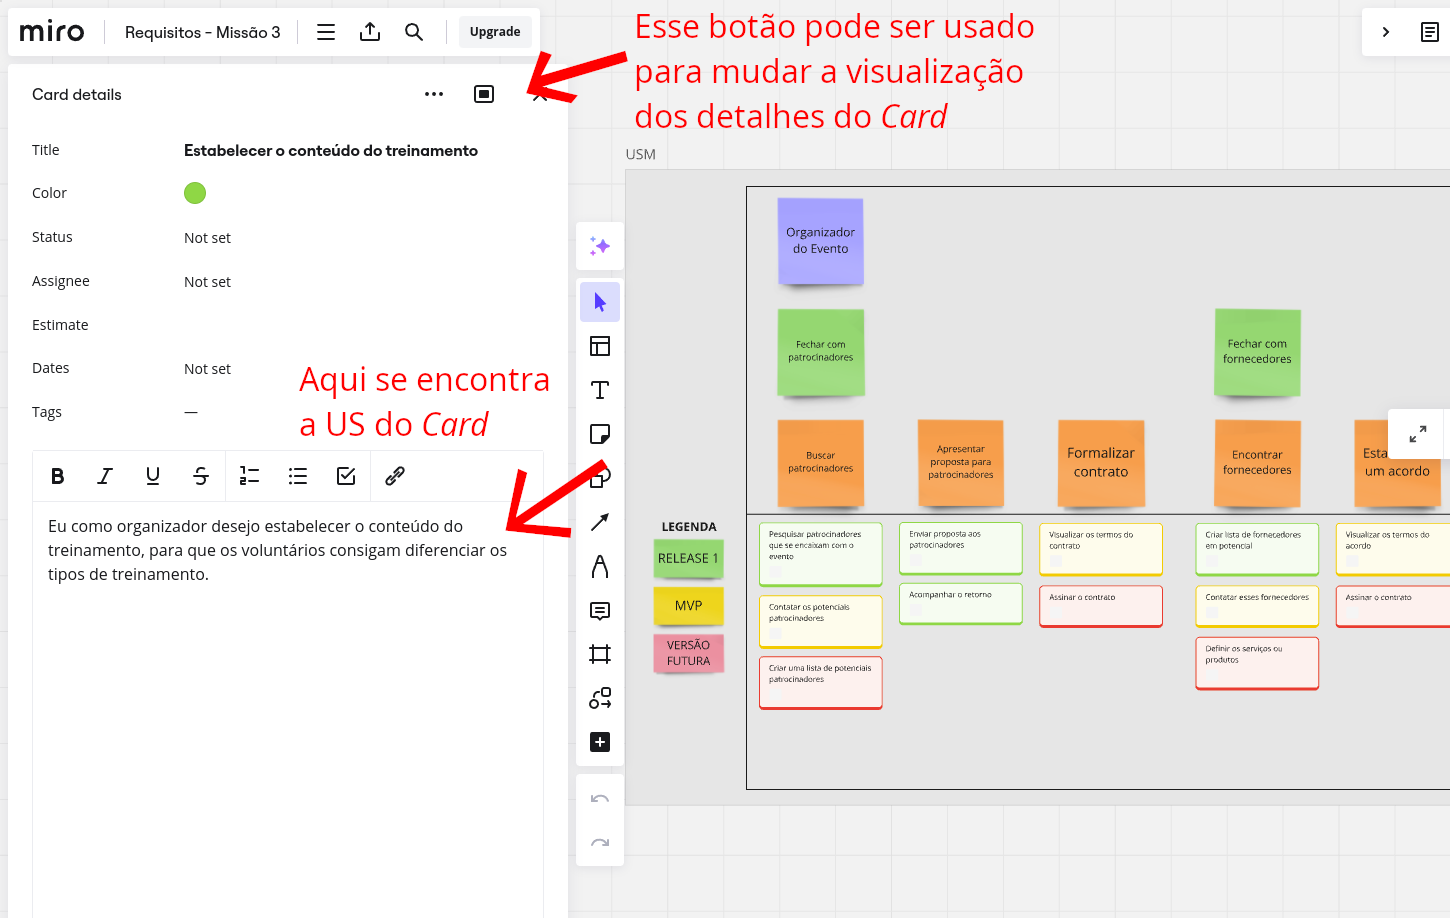 miro
Requisitos - Missão 3
Upgrade
Esse botão pode ser usado
para mudar a visualização
dos detalhes do Card
Card details
Title
Estabelecer o conteúdo do treinamento
Color
Status
Not set
Assignee
Not set
Estimate
Dates
Not set
Tags
—
Aqui se encontra
a US do Card
B I U S
Eu como organizador desejo estabelecer o conteúdo do
treinamento, para que os voluntários consigam diferenciar os
tipos de treinamento.
USM
Organizador
do Evento
Fechar com
patrocinadores
Fechar com
fornecedores
Buscar
patrocinadores
Apresentar
proposta para
patrocinadores
Formalizar
contrato
Encontrar
fornecedores
Esta
um acordo
LEGENDA
RELEASE 1
MVP
VERSÃO
FUTURA
Pesquisar patrocinadores
que se encaixam com o
evento
Contatar os potenciais
patrocinadores
Criar uma lista de potenciais
patrocinadores
Enviar proposta aos
patrocinadores
Acompanhar o retorno
Visualizar os termos do
contrato
Assinar o contrato
Criar lista de fornecedores
em potencial
Contatar esses fornecedores
Definir os serviços ou
produtos
Visualizar os termos do
acordo
Assinar o contrato